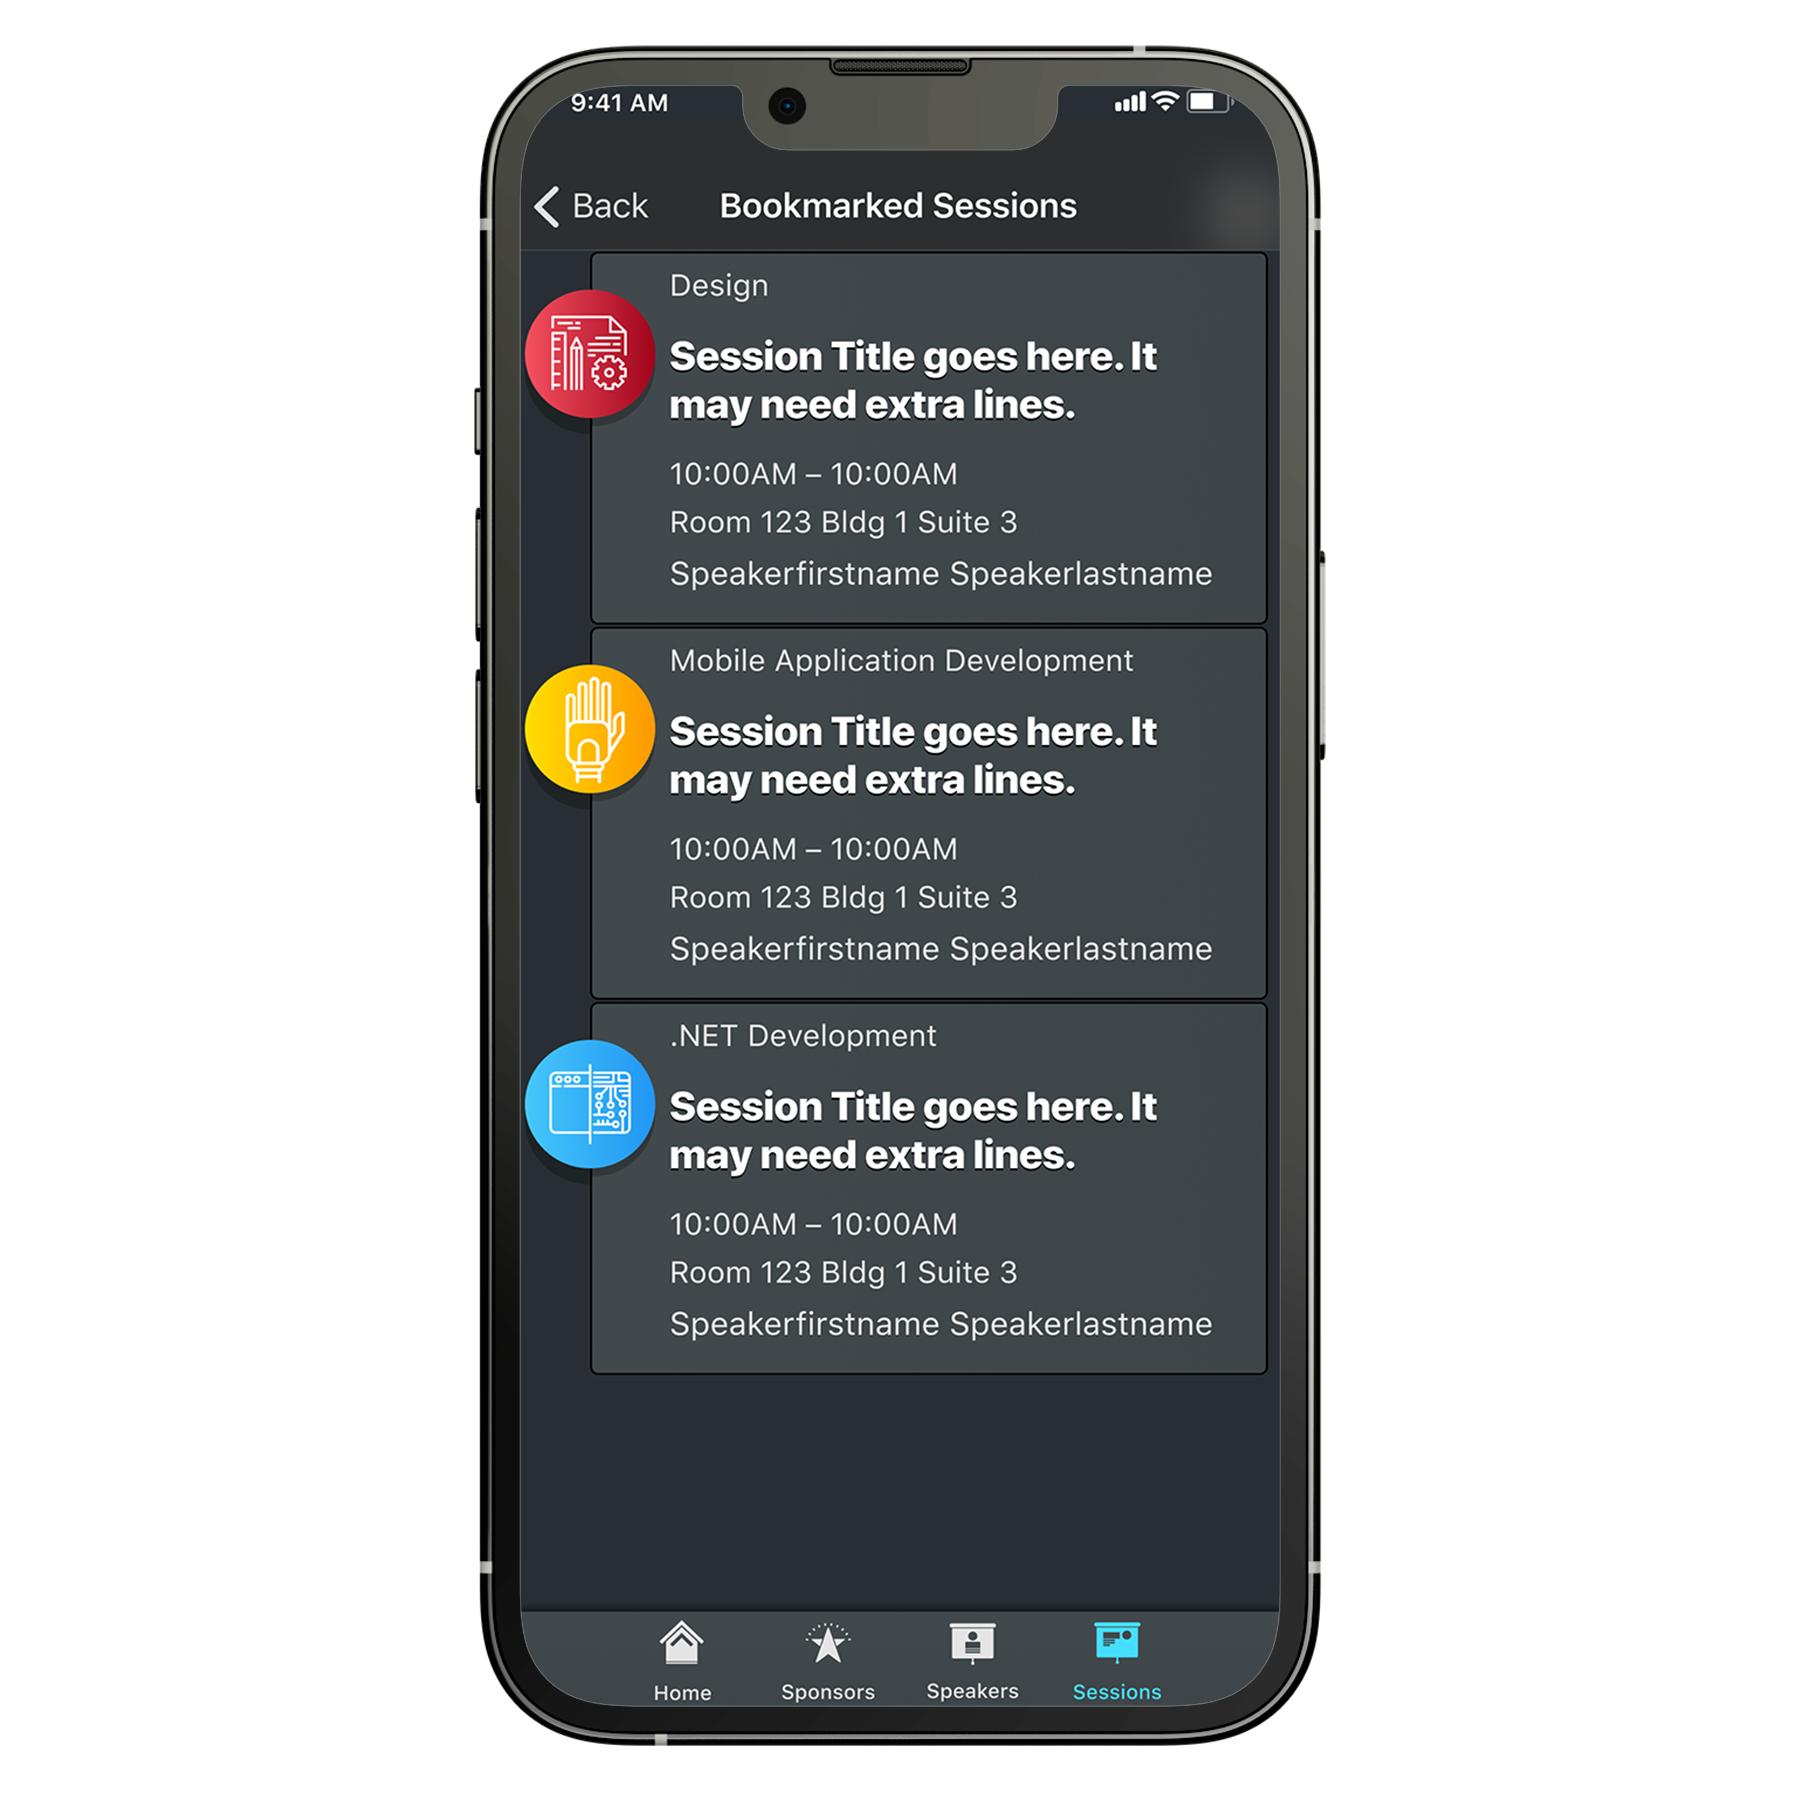 9:41 AM
Back
Bookmarked Sessions
Design
Session Title goes here. It
may need extra lines.
10:00AM – 10:00AM
Room 123 Bldg 1 Suite 3
Speakerfirstname Speakerlastname
Mobile Application Development
Session Title goes here. It
may need extra lines.
10:00AM – 10:00AM
Room 123 Bldg 1 Suite 3
Speakerfirstname Speakerlastname
.NET Development
Session Title goes here. It
may need extra lines.
10:00AM – 10:00AM
Room 123 Bldg 1 Suite 3
Speakerfirstname Speakerlastname
Home
Sponsors
Speakers
Sessions